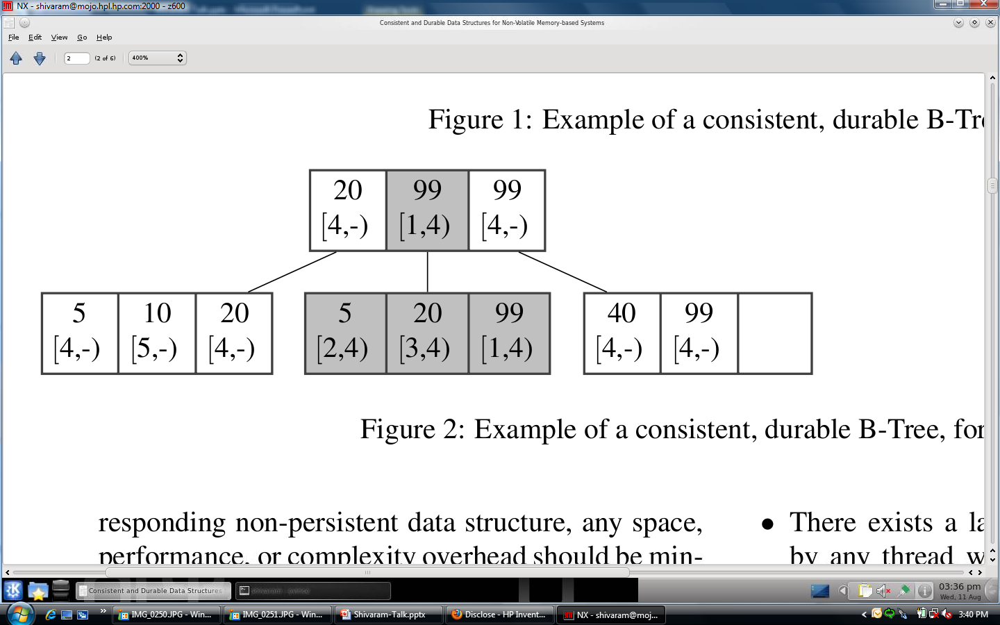 NX - shivaram@mojo.hpl.hp.com:2000 - z600
Consistent and Durable Data Structures for Non-Volatile Memory-based Systems
File Edit View Go Help
2 (2 of 6) 400%
Figure 1: Example of a consistent, durable B-Tre
20 99 99
[4,-) [1,4) [4,-)
5 10 20 5 20 99 40 99
[4,-) [5,-) [4,-) [2,4) [3,4) [1,4) [4,-) [4,-)
Figure 2: Example of a consistent, durable B-Tree, for
responding non-persistent data structure, any space,
performance, or complexity overhead should be min-
• There exists a la
by any thread w
Consistent and Durable Data Structures
03:36 pm
Wed, 11 Aug
IMG_0250.JPG - Win... IMG_0251.JPG - Win... Shivaram-Talk.pptx Disclose - HP Invent... NX - shivaram@moj... 3:40 PM